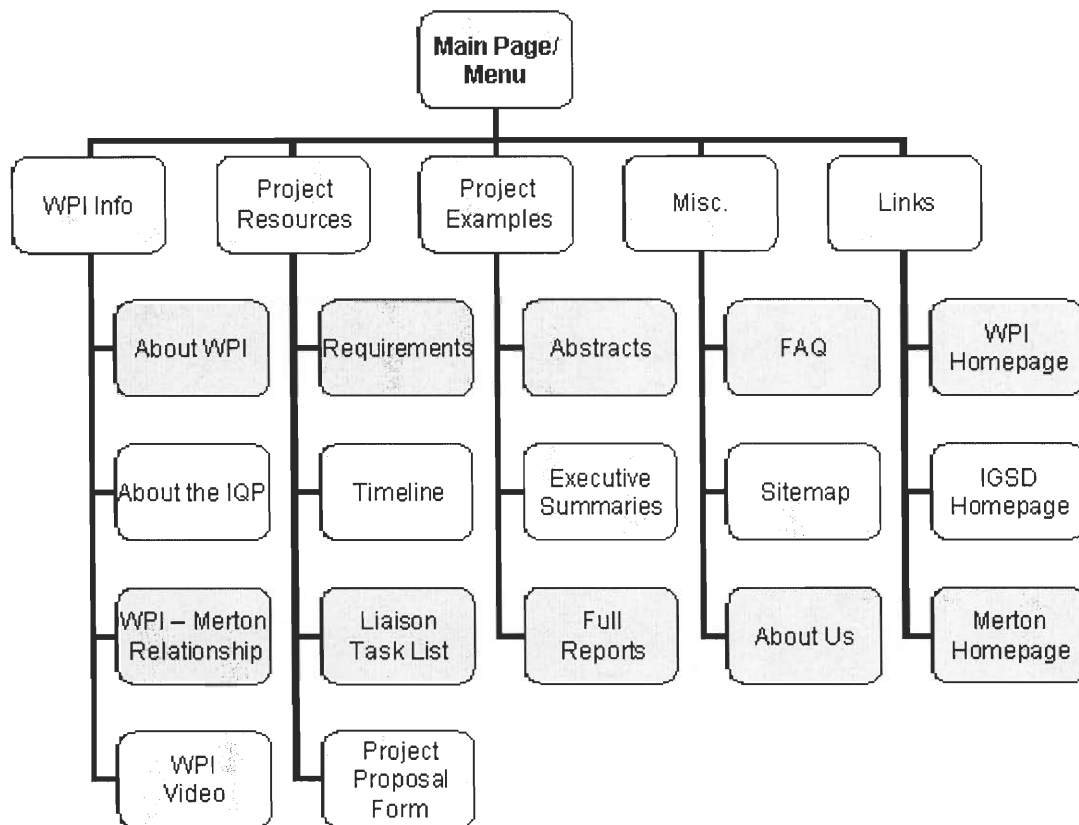 Main Page/
Menu
WPI Info
Project
Resources
Project
Examples
Misc.
Links
About WPI
Requirements
Abstracts
FAQ
WPI
Homepage
About the IQP
Timeline
Executive
Summaries
Sitemap
IGSD
Homepage
WPI – Merton
Relationship
Liaison
Task List
Full
Reports
About Us
Merton
Homepage
WPI
Video
Project
Proposal
Form